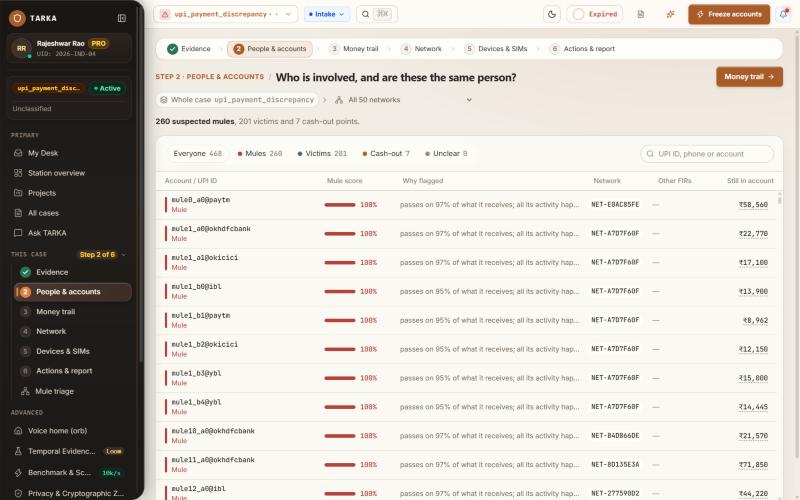 TARKA
RR
Rajeshwar Rao PRO
UID: 2026-IND-04
upi_payment_disc… Active
Unclassified
PRIMARY
My Desk
Station overview
Projects
All cases
Ask TARKA
THIS CASE Step 2 of 6
Evidence
2 People & accounts
3 Money trail
4 Network
5 Devices & SIMs
6 Actions & report
Mule triage
ADVANCED
Voice home (orb)
Temporal Evidenc… Loom
Benchmark & Sc… 10k/s
Privacy & Cryptographic Z…
upi_payment_discrepancy · · Intake ⌘K Expired Freeze accounts
Evidence 2 People & accounts 3 Money trail 4 Network 5 Devices & SIMs 6 Actions & report
STEP 2 · PEOPLE & ACCOUNTS / Who is involved, and are these the same person? Money trail →
Whole case upi_payment_discrepancy All 50 networks
260 suspected mules, 201 victims and 7 cash-out points.
Everyone 468 Mules 260 Victims 201 Cash-out 7 Unclear 0 UPI ID, phone or account
Account / UPI ID Mule score Why flagged Network Other FIRs Still in account
mule0_a0@paytm
Mule 100% passes on 97% of what it receives; all its activity hap… NET-E0AC85FE — ₹58,560
mule1_a0@okhdfcbank
Mule 100% passes on 97% of what it receives; all its activity hap… NET-A7D7F60F — ₹22,770
mule1_a1@okicici
Mule 100% passes on 96% of what it receives; all its activity hap… NET-A7D7F60F — ₹17,100
mule1_b0@ibl
Mule 100% passes on 95% of what it receives; all its activity hap… NET-A7D7F60F — ₹13,900
mule1_b1@paytm
Mule 100% passes on 95% of what it receives; all its activity hap… NET-A7D7F60F — ₹8,962
mule1_b2@okicici
Mule 100% passes on 96% of what it receives; all its activity hap… NET-A7D7F60F — ₹12,150
mule1_b3@ybl
Mule 100% passes on 95% of what it receives; all its activity hap… NET-A7D7F60F — ₹15,000
mule1_b4@ybl
Mule 100% passes on 96% of what it receives; all its activity hap… NET-A7D7F60F — ₹14,445
mule10_a0@okhdfcbank
Mule 100% passes on 96% of what it receives; all its activity hap… NET-B4DB66DE — ₹21,570
mule11_a0@okhdfcbank
Mule 100% passes on 96% of what it receives; all its activity hap… NET-8D135E3A — ₹71,850
mule12_a0@ibl
Mule 100% passes on 96% of what it receives; all its activity hap… NET-277590D2 — ₹44,220